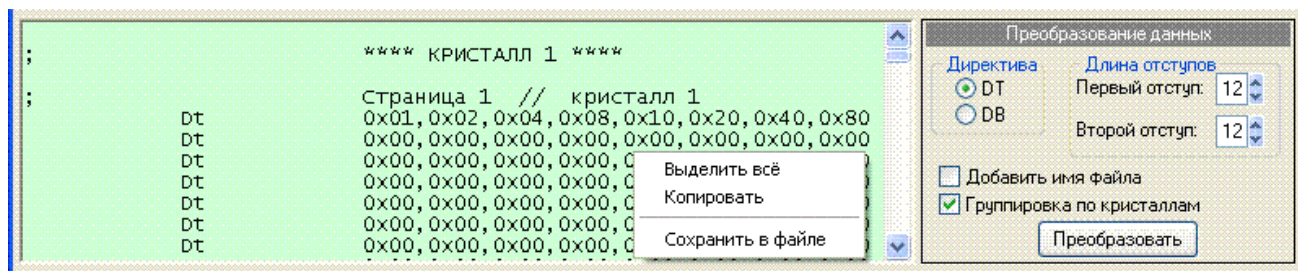 ; **** КРИСТАЛЛ 1 ****
; Страница 1 // кристалл 1
Dt 0x01,0x02,0x04,0x08,0x10,0x20,0x40,0x80
Dt 0x00,0x00,0x00,0x00,0x00,0x00,0x00,0x00
Dt 0x00,0x00,0x00,0x00,0
Dt 0x00,0x00,0x00,0x00,0
Dt 0x00,0x00,0x00,0x00,0
Dt 0x00,0x00,0x00,0x00,0
Dt 0x00,0x00,0x00,0x00,0
Выделить всё
Копировать
Сохранить в файле
Преобразование данных
Директива
DT
DB
Длина отступов
Первый отступ: 12
Второй отступ: 12
Добавить имя файла
Группировка по кристаллам
Преобразовать